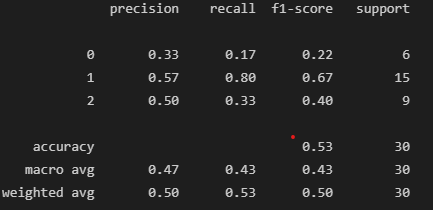 precision recall f1-score support
0 0.33 0.17 0.22 6
1 0.57 0.80 0.67 15
2 0.50 0.33 0.40 9
accuracy 0.53 30
macro avg 0.47 0.43 0.43 30
weighted avg 0.50 0.53 0.50 30